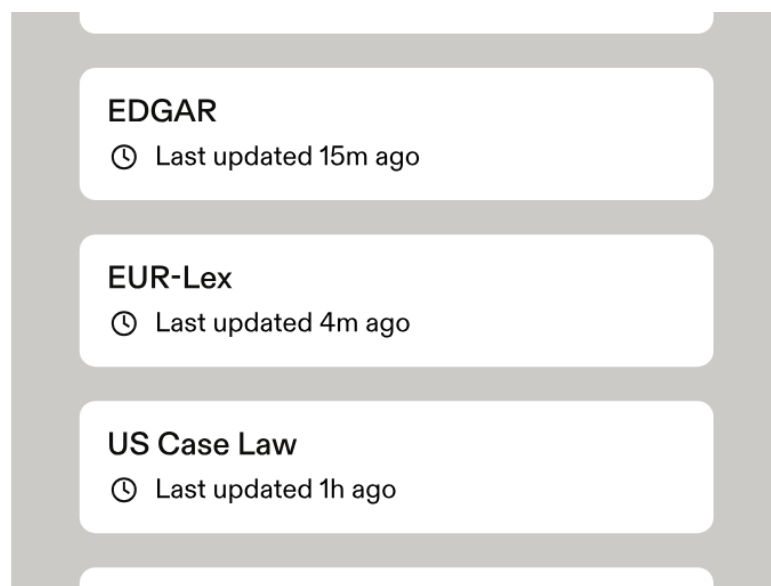 EDGAR
Last updated 15m ago
EUR-Lex
Last updated 4m ago
US Case Law
Last updated 1h ago